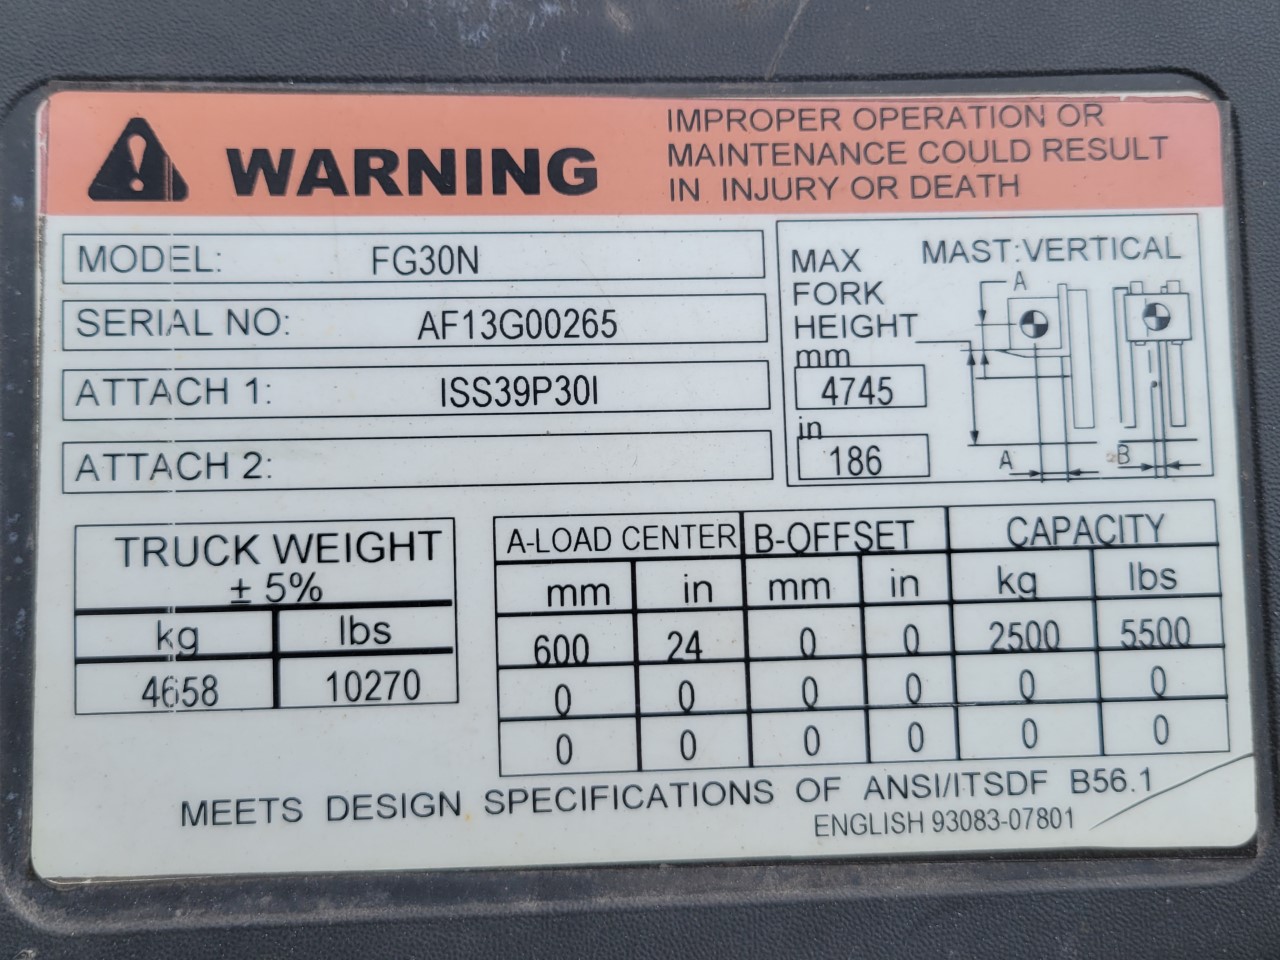 WARNING
IMPROPER OPERATION OR
MAINTENANCE COULD RESULT
IN INJURY OR DEATH
MODEL: FG30N
SERIAL NO: AF13G00265
ATTACH 1: ISS39P30I
ATTACH 2:
MAX
FORK
HEIGHT
mm
4745
in
186
MAST:VERTICAL
A
A
B
TRUCK WEIGHT
± 5%
kg lbs
4658 10270
A-LOAD CENTER B-OFFSET CAPACITY
mm in mm in kg lbs
600 24 0 0 2500 5500
0 0 0 0 0 0
0 0 0 0 0 0
MEETS DESIGN SPECIFICATIONS OF ANSI/ITSDF B56.1
ENGLISH 93083-07801